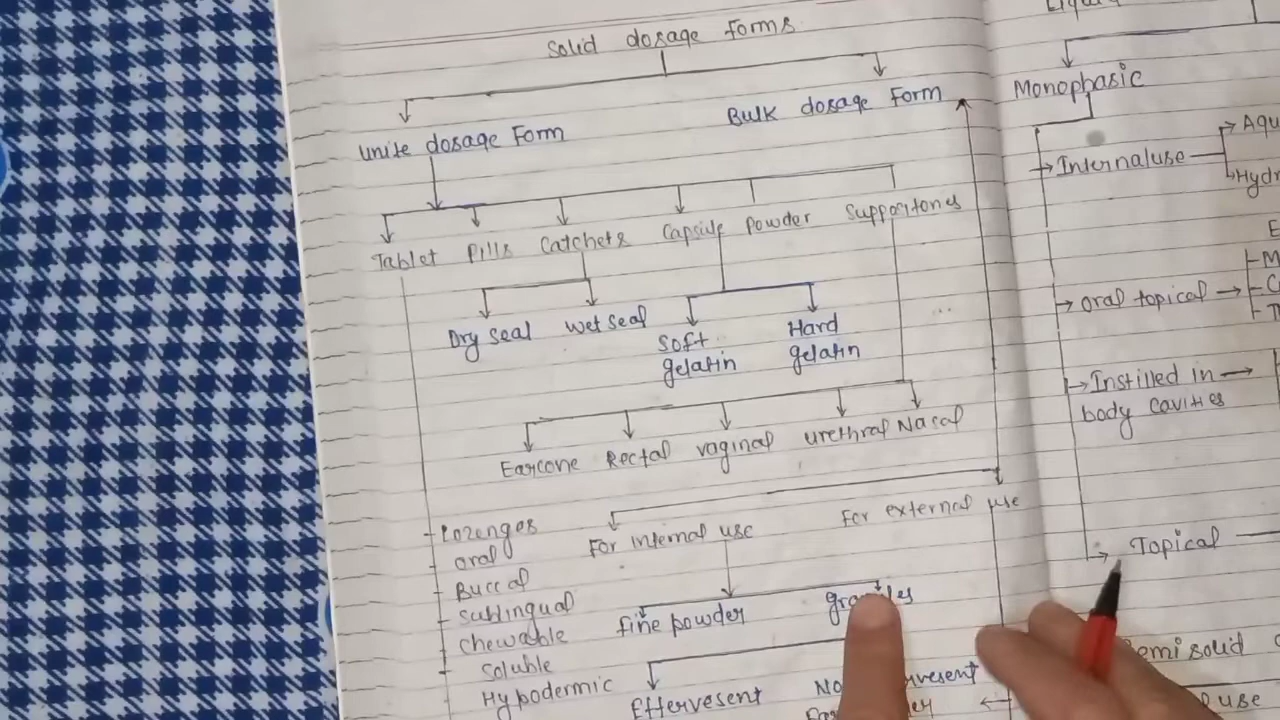 Solid dosage forms
Unite dosage Form
Bulk dosage Form
Tablet Pills Catchets Capsule Powder Suppositories
Dry seal wet seal
Soft gelatin
Hard gelatin
Earcone Rectal vaginal urethral Nasal
For internal use
For external use
Lozenges
oral
Buccal
Sublingual
chewable
soluble
Hypodermic
fine powder
Effervesent
Monophasic
Internaluse
oral topical
Instilled in
body cavities
Topical
use